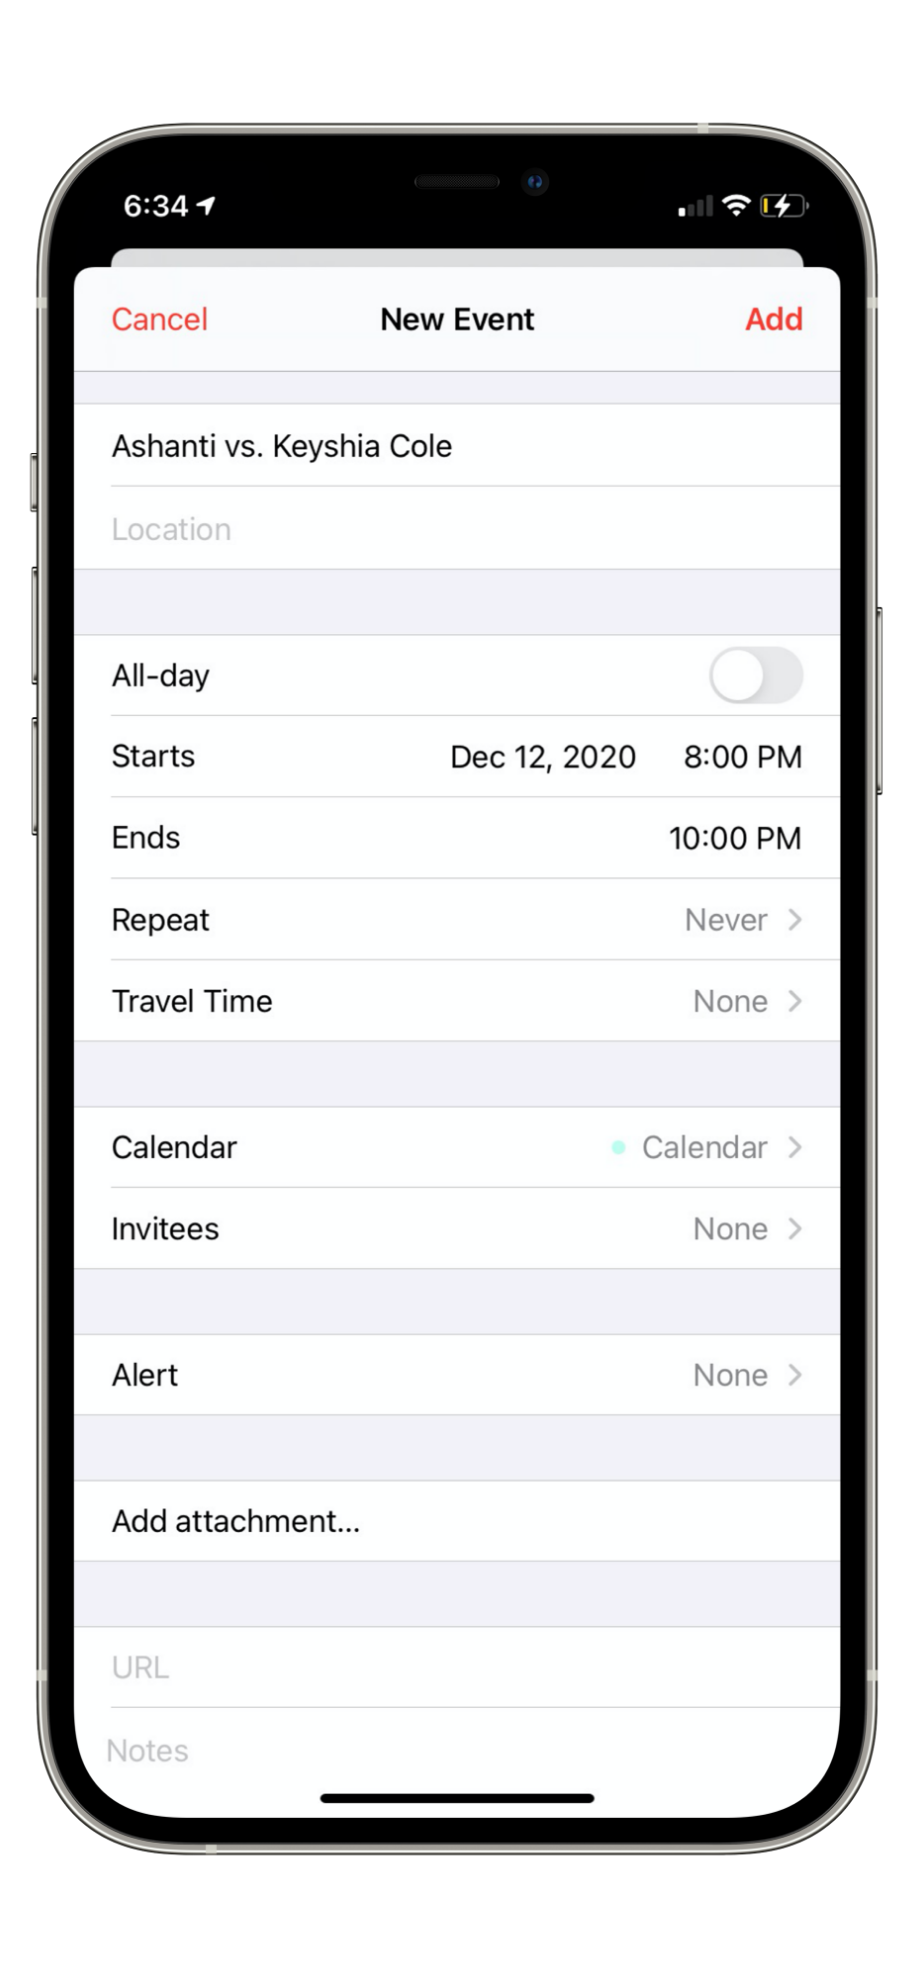 6:34
Cancel New Event Add
Ashanti vs. Keyshia Cole
Location
All-day
Starts Dec 12, 2020 8:00 PM
Ends 10:00 PM
Repeat Never
Travel Time None
Calendar Calendar
Invitees None
Alert None
Add attachment...
URL
Notes